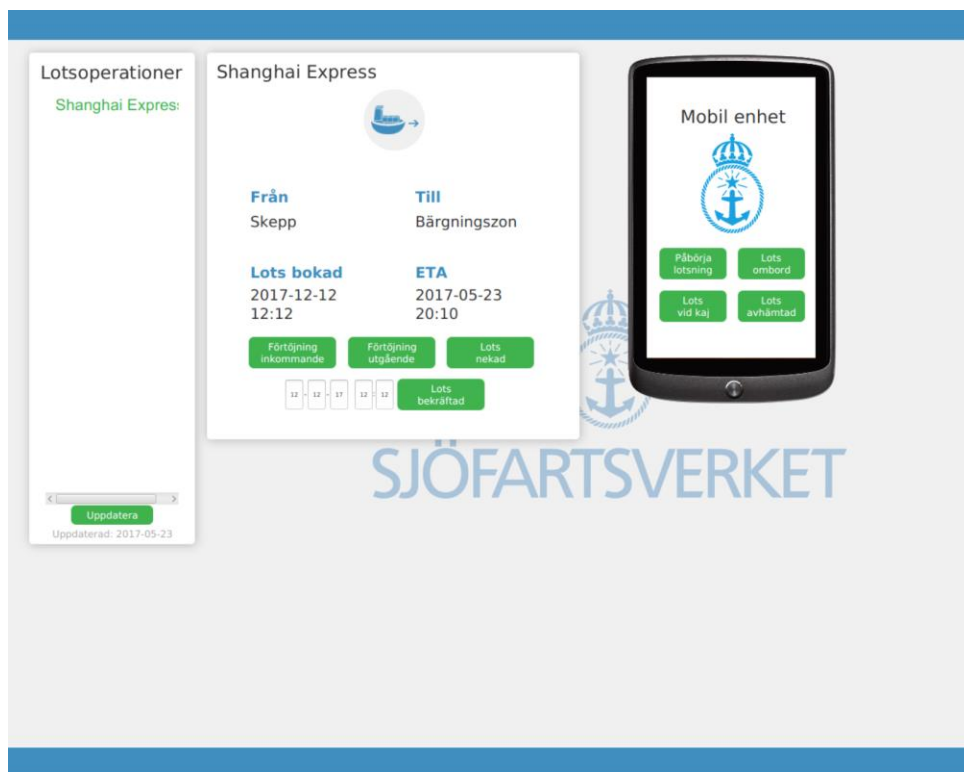 Lotsoperationer
Shanghai Express
Uppdatera
Uppdaterad: 2017-05-23
Shanghai Express
Från
Till
Skepp
Bärgningszon
Lots bokad
ETA
2017-12-12
12:12
2017-05-23
20:10
Förtöjning
inkommande
Förtöjning
utgående
Lots
nekad
12 - 12 - 17 12 : 12
Lots
bekräftad
Mobil enhet
Påbörja
lotsning
Lots
ombord
Lots
vid kaj
Lots
avhämtad
SJÖFARTSVERKET